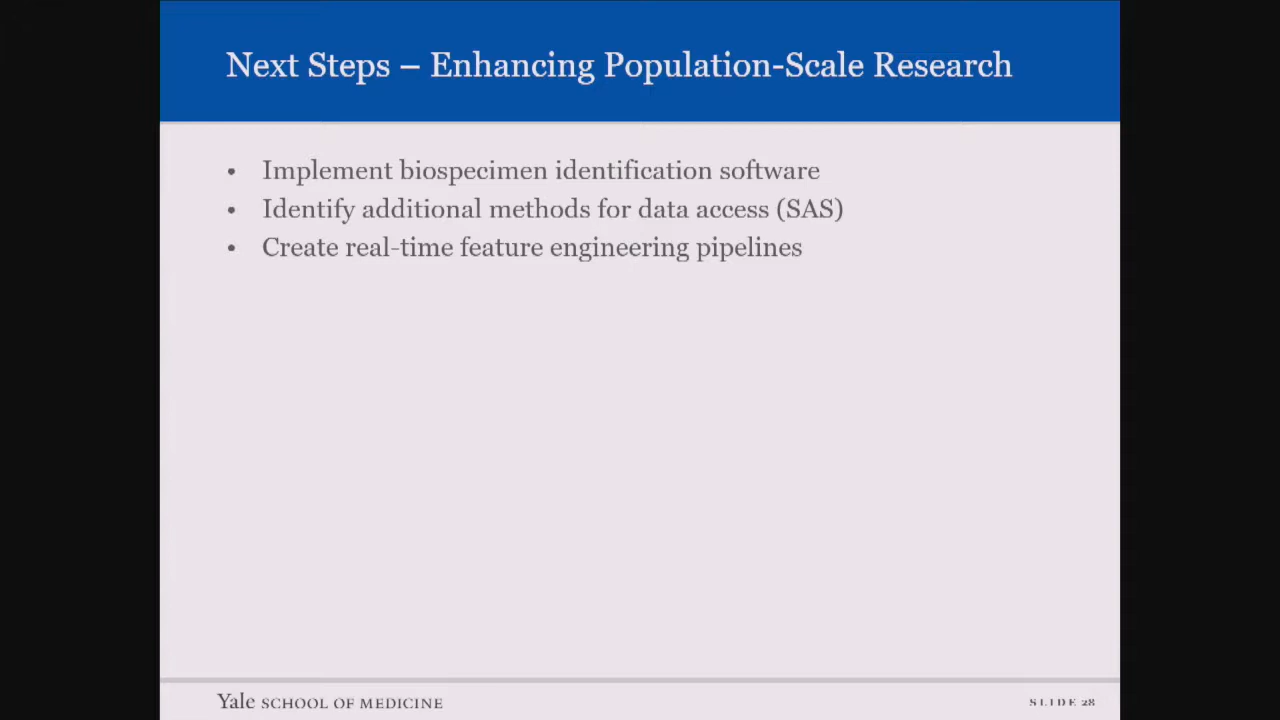 Next Steps – Enhancing Population-Scale Research
• Implement biospecimen identification software
• Identify additional methods for data access (SAS)
• Create real-time feature engineering pipelines
Yale SCHOOL OF MEDICINE
SLIDE 28